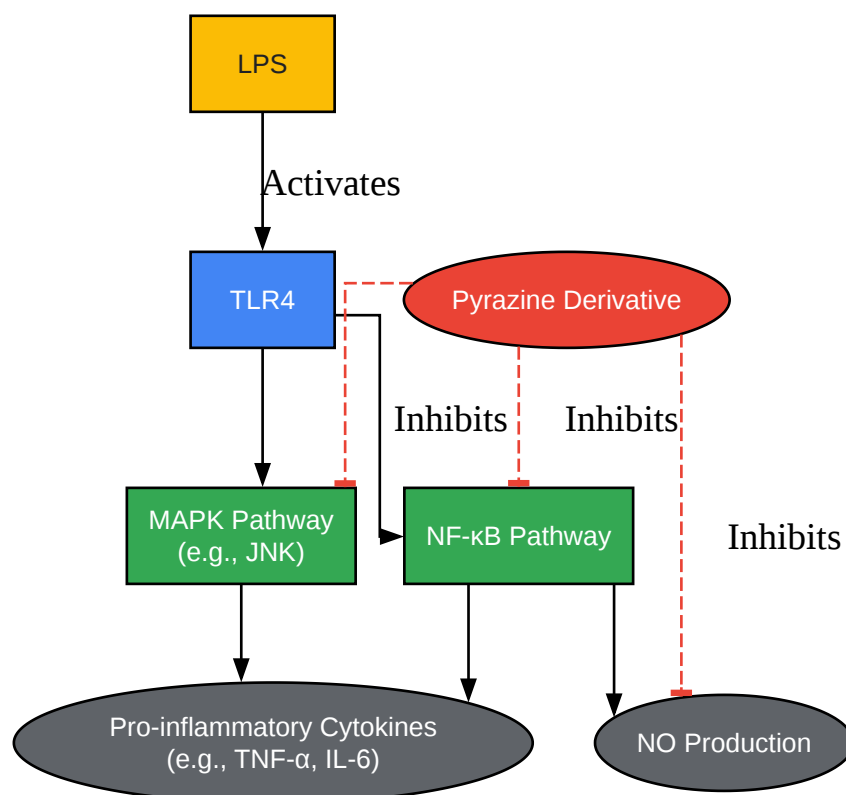 LPS
Activates
TLR4
Pyrazine Derivative
Inhibits
Inhibits
MAPK Pathway
(e.g., JNK)
NF-κB Pathway
Inhibits
Pro-inflammatory Cytokines
(e.g., TNF-α, IL-6)
NO Production